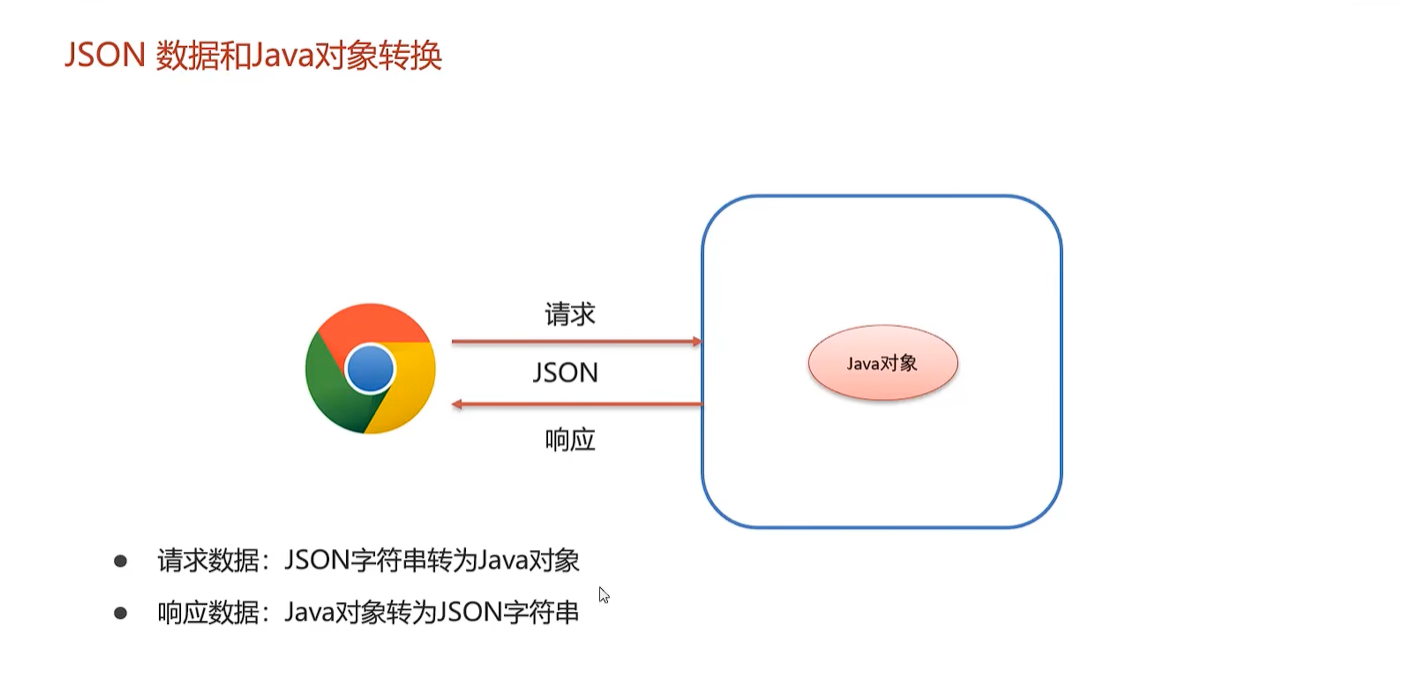 JSON 数据和Java对象转换
请求
JSON
响应
Java对象
请求数据：JSON字符串转为Java对象
响应数据：Java对象转为JSON字符串